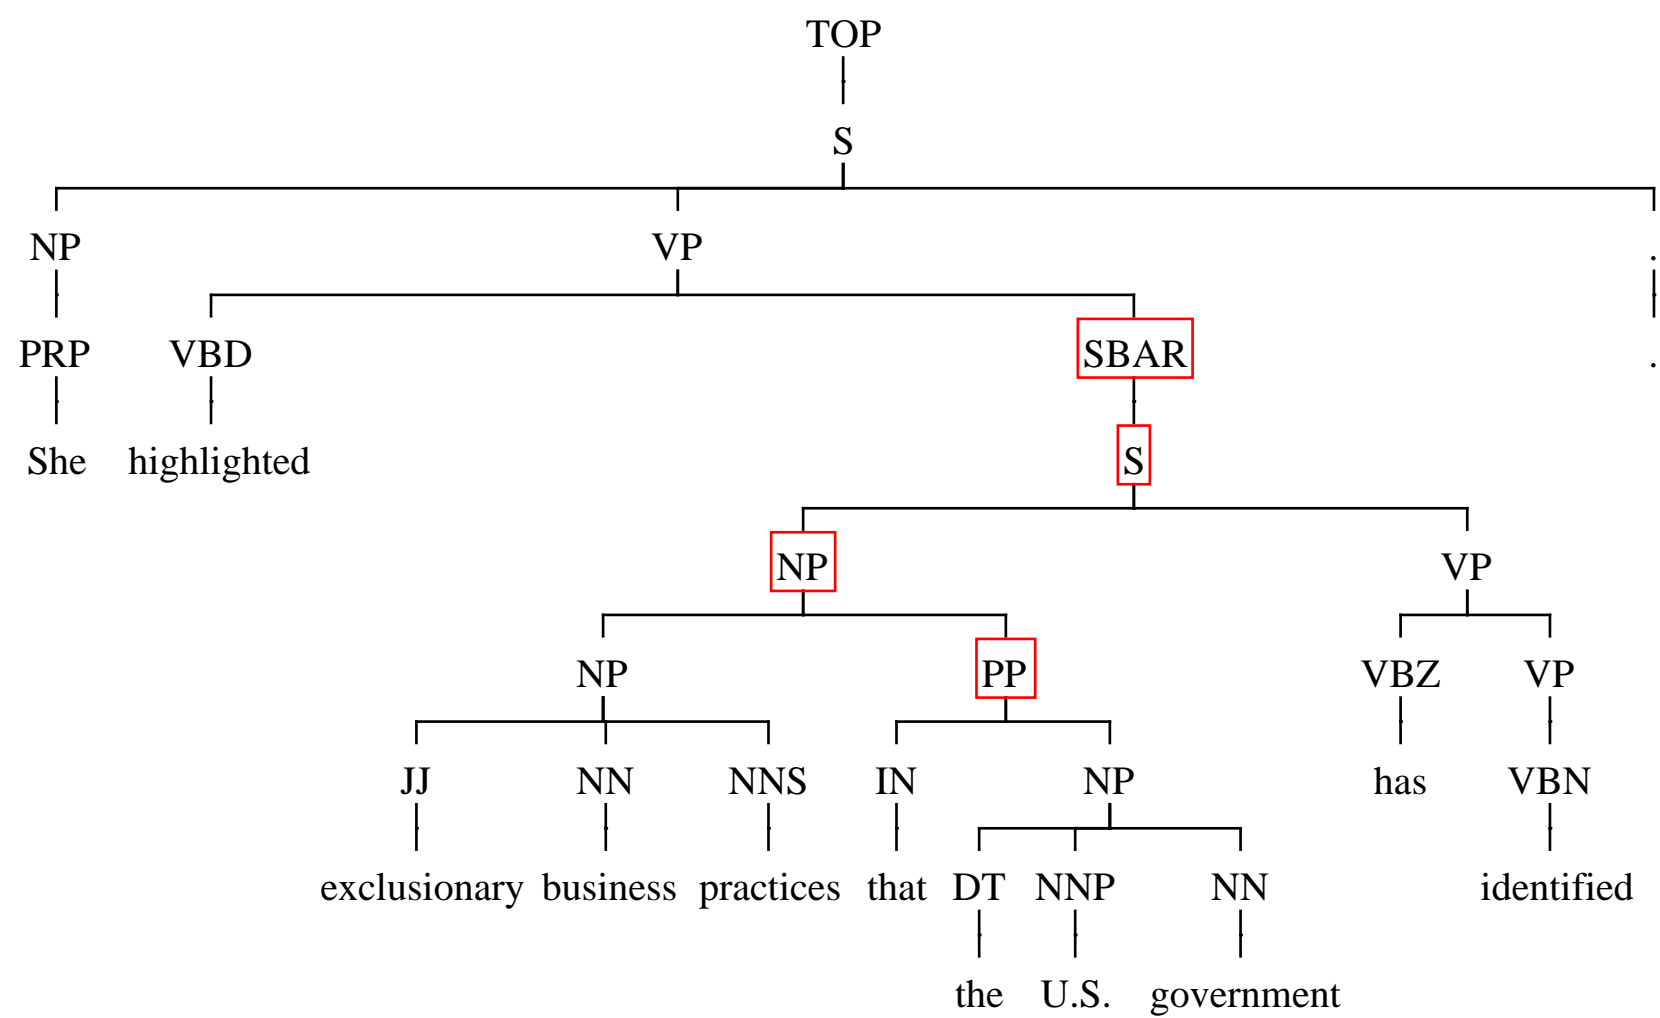 TOP
S
NP VP .
PRP VBD SBAR .
She highlighted S
NP VP
NP PP VBZ VP
JJ NN NNS IN NP has VBN
exclusionary business practices that DT NNP NN identified
the U.S. government